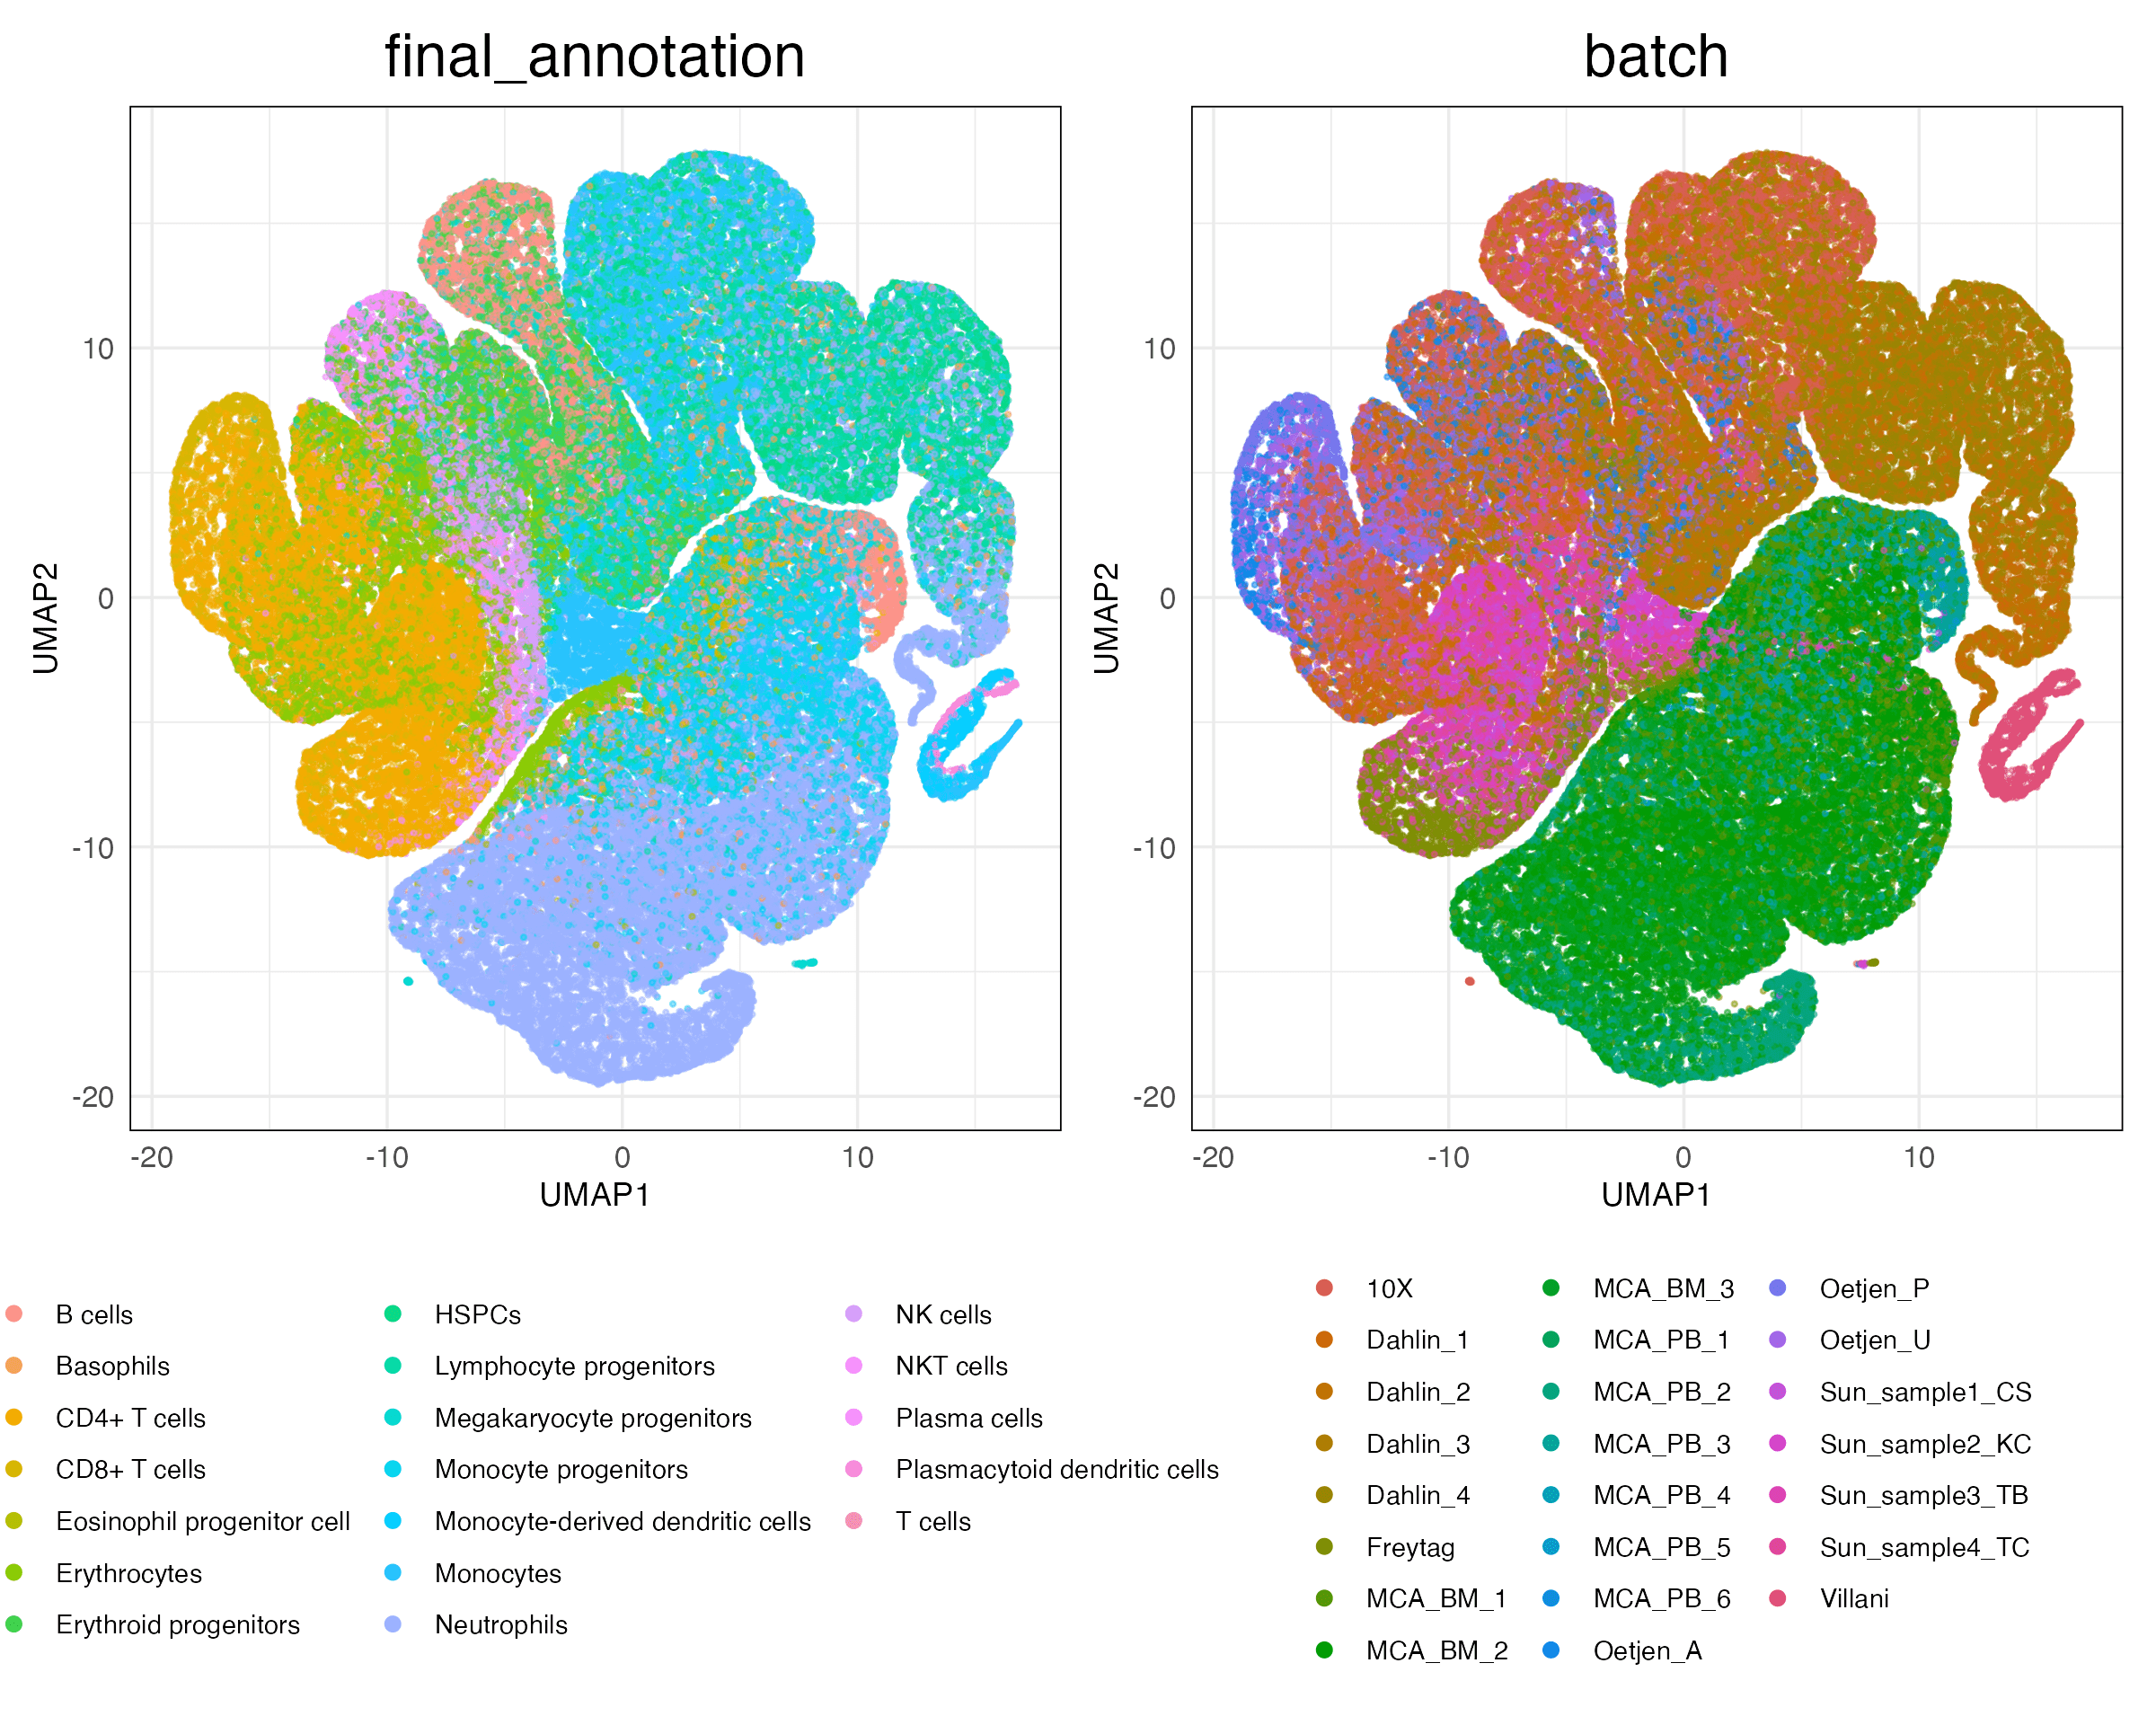 final_annotation
batch
UMAP2
10
0
-10
-20
-20
-10
0
10
UMAP1
UMAP2
10
0
-10
-20
-20
-10
0
10
UMAP1
B cells
Basophils
CD4+ T cells
CD8+ T cells
Eosinophil progenitor cell
Erythrocytes
Erythroid progenitors
HSPCs
Lymphocyte progenitors
Megakaryocyte progenitors
Monocyte progenitors
Monocyte-derived dendritic cells
Monocytes
Neutrophils
NK cells
NKT cells
Plasma cells
Plasmacytoid dendritic cells
T cells
10X
Dahlin_1
Dahlin_2
Dahlin_3
Dahlin_4
Freytag
MCA_BM_1
MCA_BM_2
MCA_BM_3
MCA_PB_1
MCA_PB_2
MCA_PB_3
MCA_PB_4
MCA_PB_5
MCA_PB_6
Oetjen_A
Oetjen_P
Oetjen_U
Sun_sample1_CS
Sun_sample2_KC
Sun_sample3_TB
Sun_sample4_TC
Villani